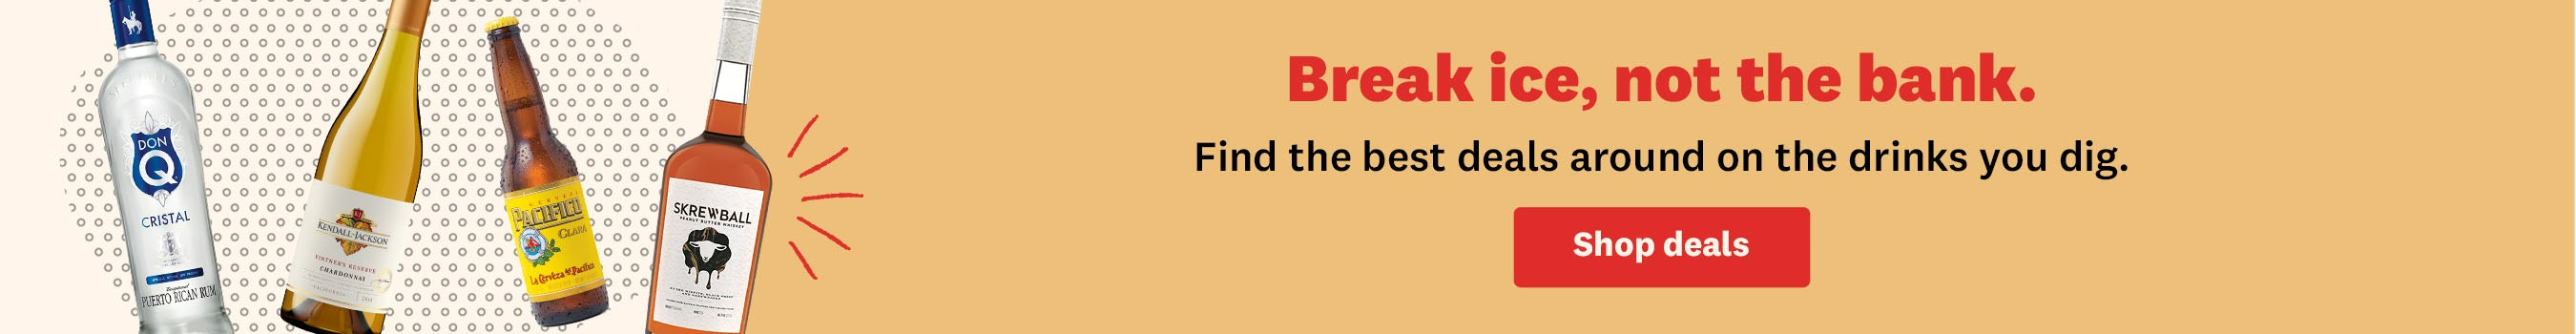 DON
Q
CRISTAL
PUERTO RICAN RUM
KENDALL-JACKSON
VINTNER'S RESERVE
CHARDONNAY
CALIFORNIA
PACIFICO
CLARA
La Cerveza del Pacifico
SKREWBALL
PEANUT BUTTER WHISKEY
Break ice, not the bank.
Find the best deals around on the drinks you dig.
Shop deals